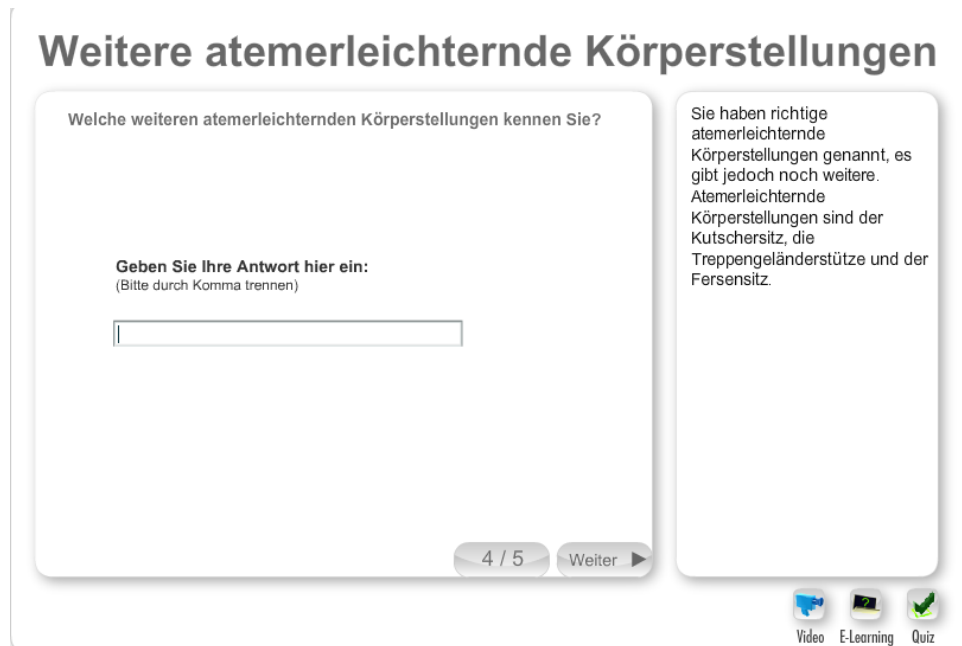 Weitere atemerleichternde Körperstellungen
Welche weiteren atemerleichternden Körperstellungen kennen Sie?
Geben Sie Ihre Antwort hier ein:
(Bitte durch Komma trennen)
4 / 5
Weiter
Sie haben richtige
atemerleichternde
Körperstellungen genannt, es
gibt jedoch noch weitere.
Atemerleichternde
Körperstellungen sind der
Kutschersitz, die
Treppengeländerstütze und der
Fersensitz.
Video
E-Learning
Quiz